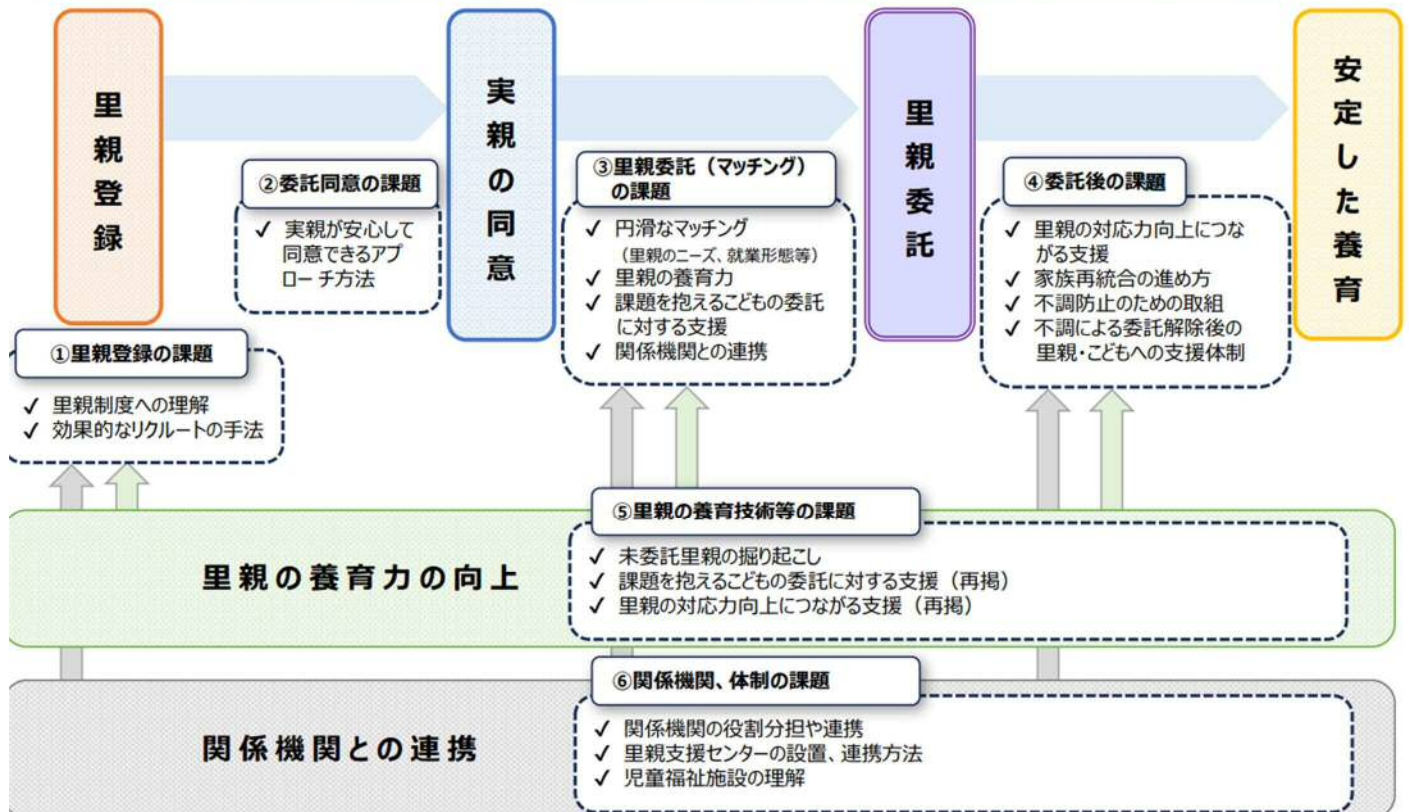 里親登録
実親の同意
里親委託
安定した養育
①里親登録の課題
✓ 里親制度への理解
✓ 効果的なリクルートの手法
②委託同意の課題
✓ 実親が安心して
同意できるアプ
ローチ方法
③里親委託（マッチング）
の課題
✓ 円滑なマッチング
（里親のニーズ、就業形態等）
✓ 里親の養育力
✓ 課題を抱えるこどもの委託
に対する支援
✓ 関係機関との連携
④委託後の課題
✓ 里親の対応力向上につな
がる支援
✓ 家族再統合の進め方
✓ 不調防止のための取組
✓ 不調による委託解除後の
里親・こどもへの支援体制
里親の養育力の向上
⑤里親の養育技術等の課題
✓ 未委託里親の掘り起こし
✓ 課題を抱えるこどもの委託に対する支援（再掲）
✓ 里親の対応力向上につながる支援（再掲）
関係機関との連携
⑥関係機関、体制の課題
✓ 関係機関の役割分担や連携
✓ 里親支援センターの設置、連携方法
✓ 児童福祉施設の理解